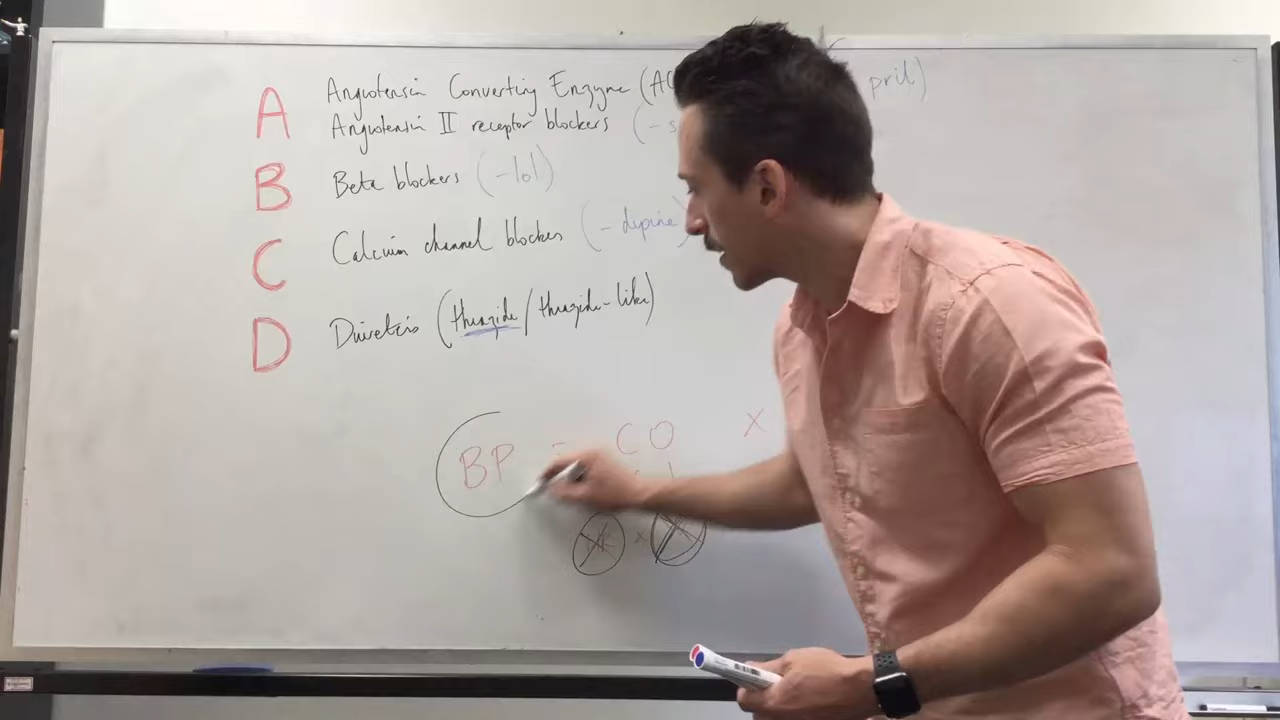 A Angiotensin Converting Enzyme (AC pril)
Angiotensin II receptor blockers (-s
B Beta blockers (-lol)
C Calcium channel blockers (-dipine)
D Diuretics (thiazide/thiazide-like)
BP = CO X
x